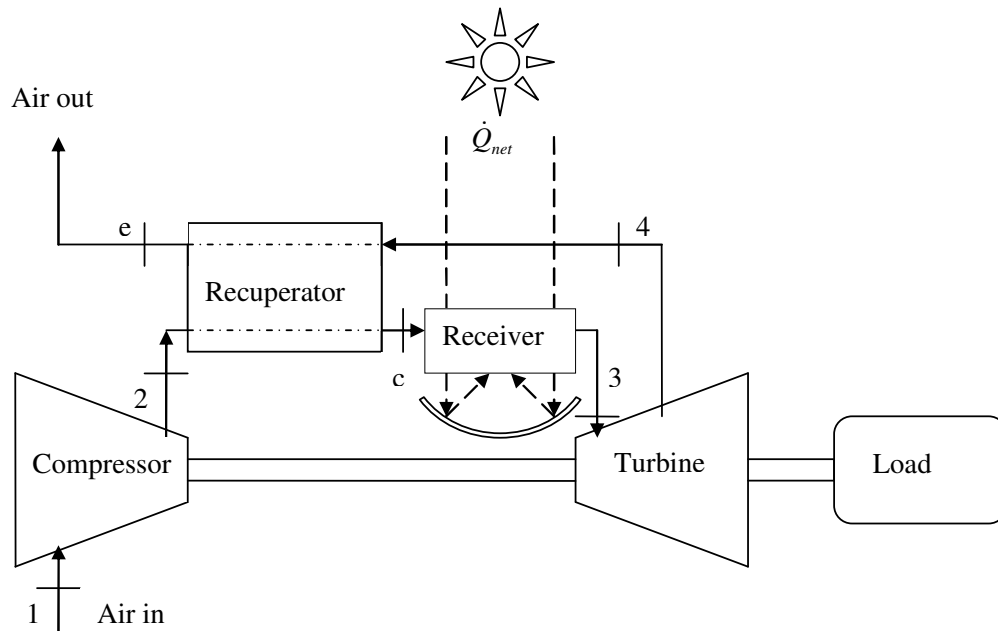 Air out
Q̇net
e
4
Recuperator
Receiver
c
3
2
Compressor
Turbine
Load
1
Air in